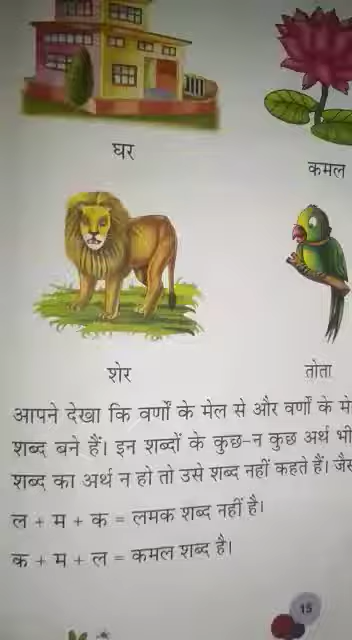 घर
कमल
शेर
तोता
आपने देखा कि वर्णों के मेल से और वर्णों के
शब्द बने हैं। इन शब्दों के कुछ-न कुछ अर्थ भी
शब्द का अर्थ न हो तो उसे शब्द नहीं कहते हैं।
ल + म + क = लमक शब्द नहीं है।
क + म + ल = कमल शब्द है।
15